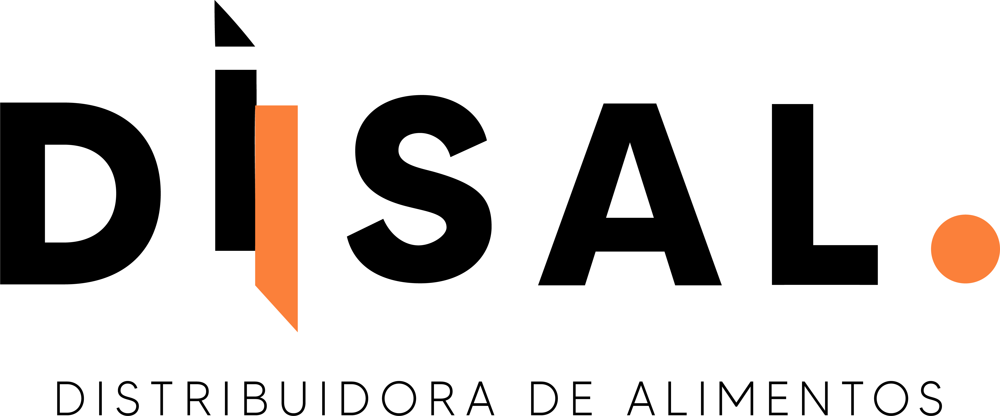 DISAL.
DISTRIBUIDORA DE ALIMENTOS